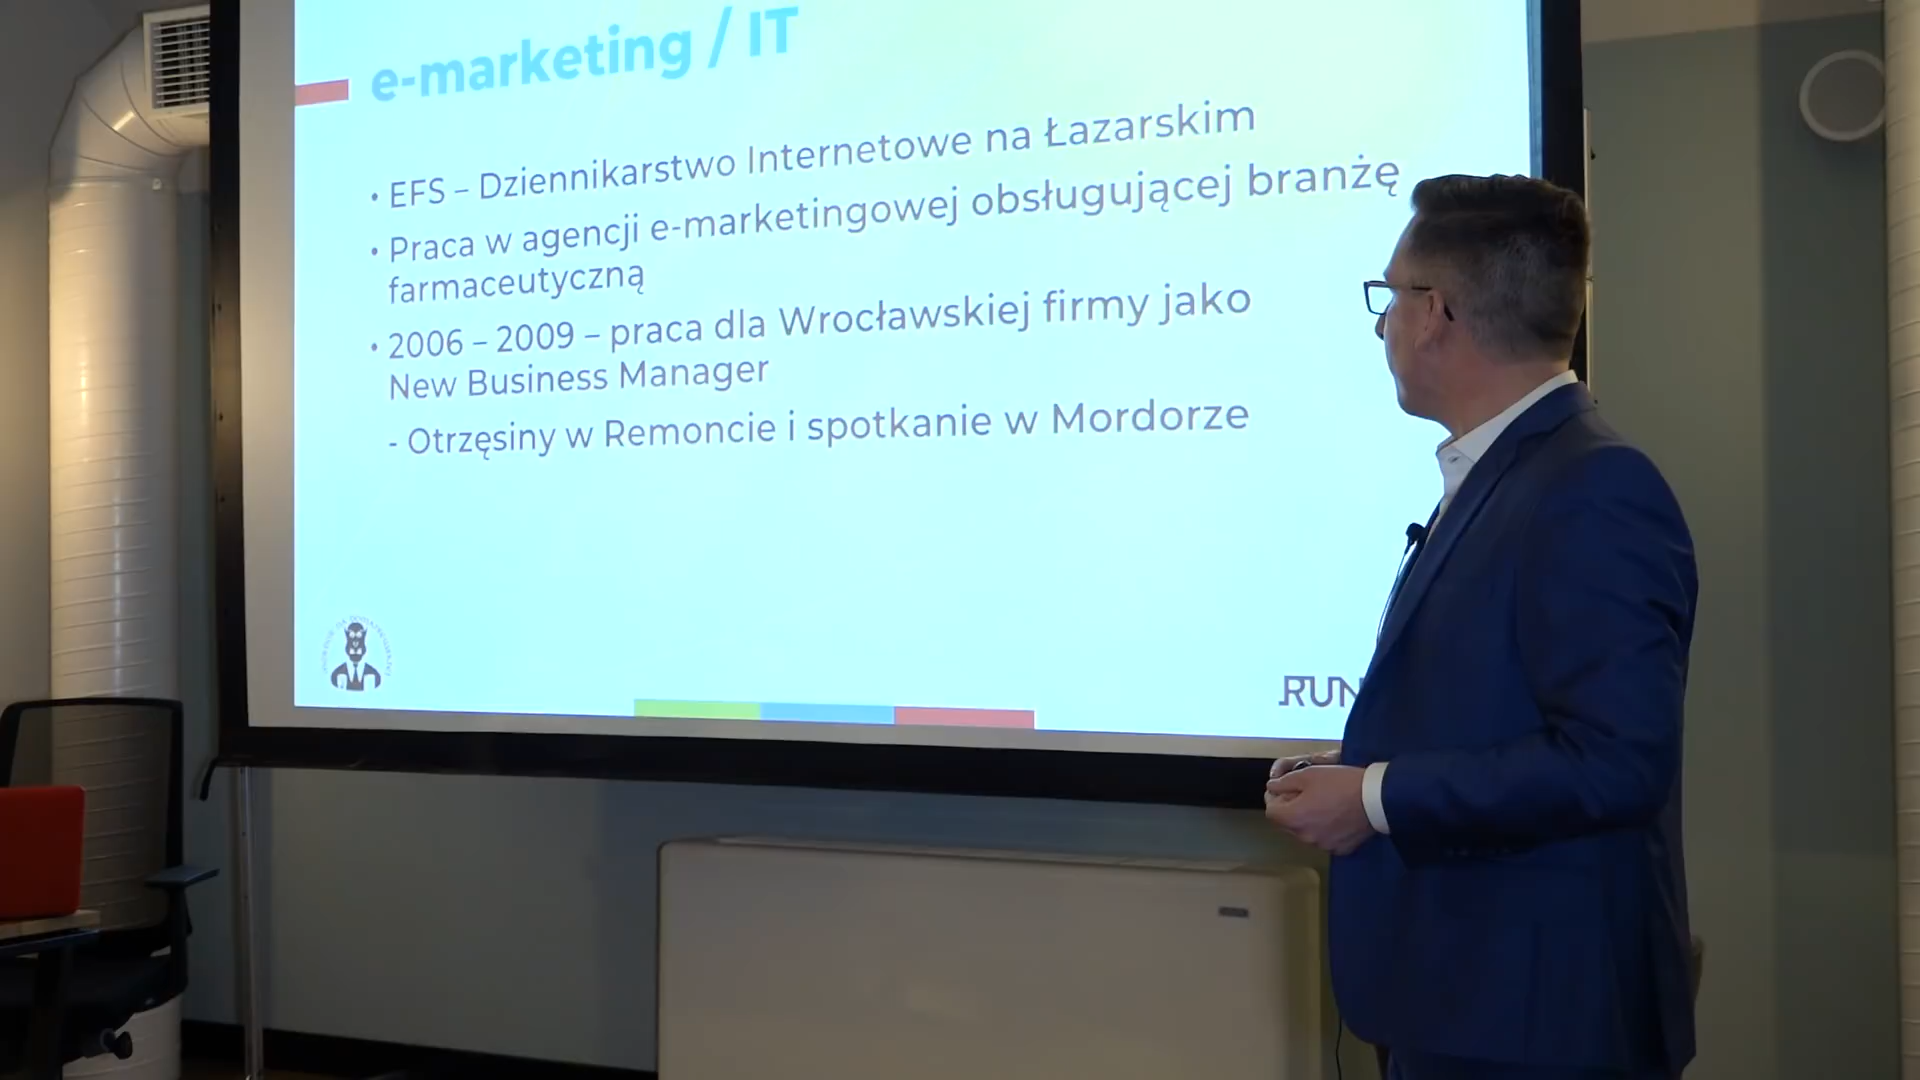 e-marketing / IT
• EFS – Dziennikarstwo Internetowe na Łazarskim
• Praca w agencji e-marketingowej obsługującej branżę
farmaceutyczną
• 2006 – 2009 – praca dla Wrocławskiej firmy jako
New Business Manager
- Otrzęsiny w Remoncie i spotkanie w Mordorze
RUN